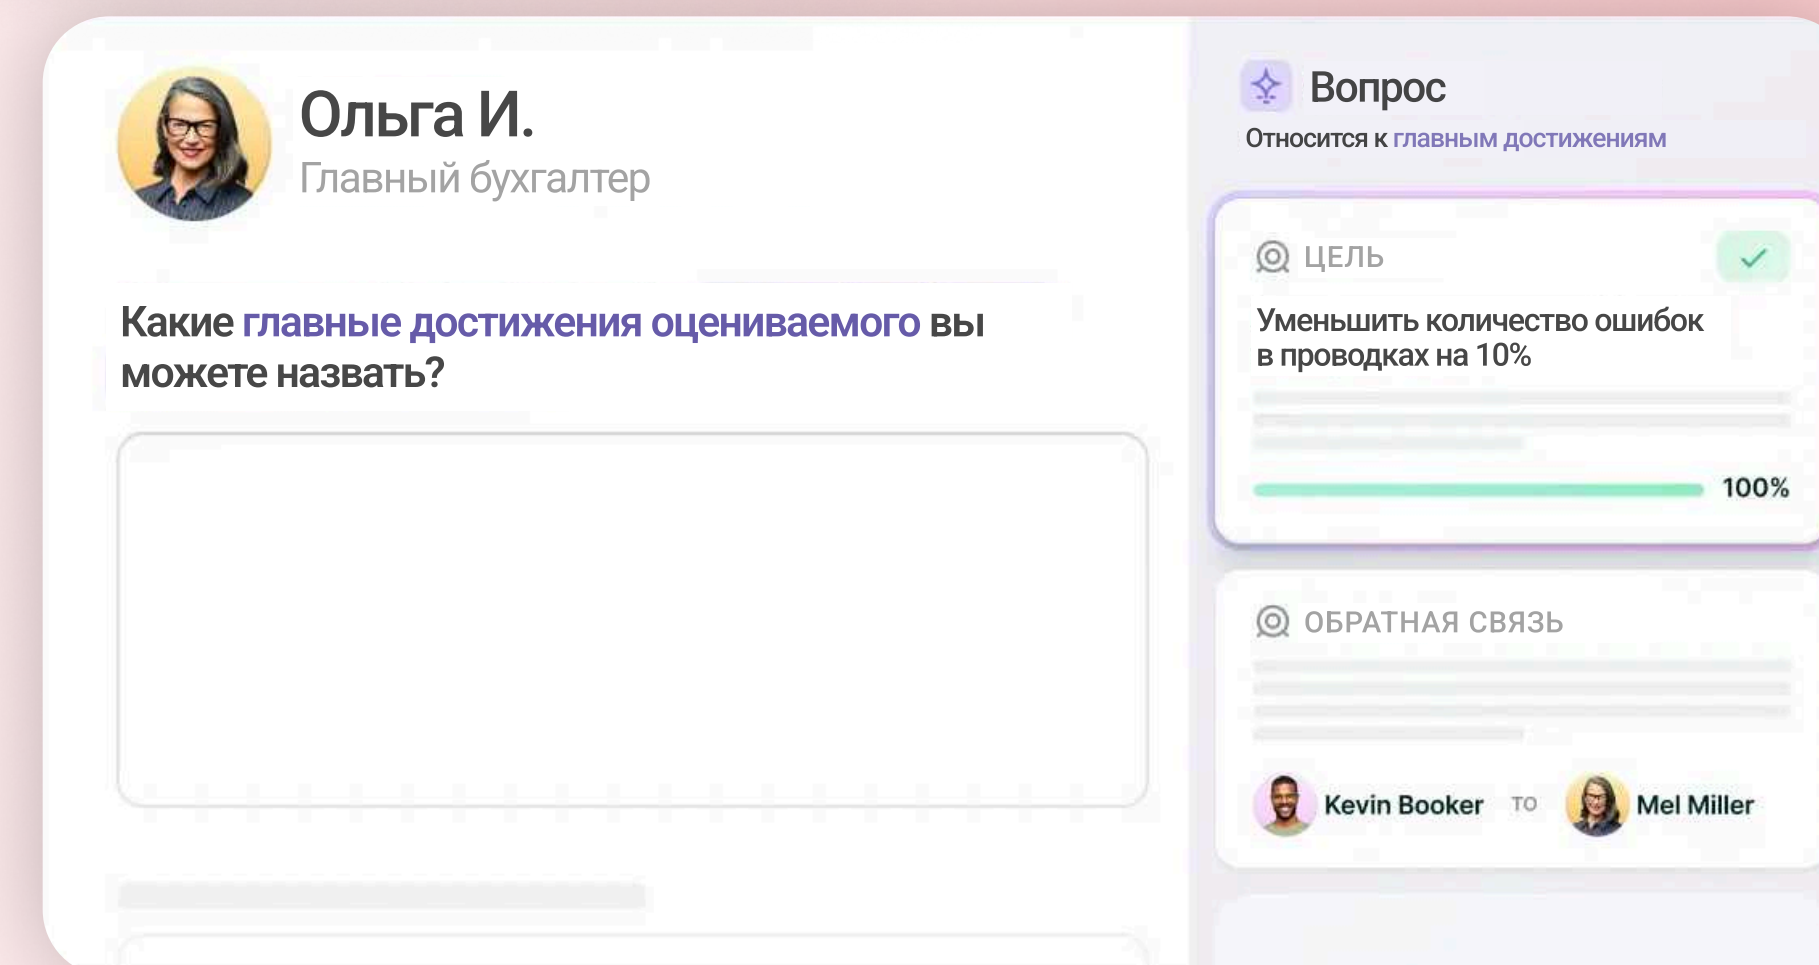 Ольга И.
Главный бухгалтер
Какие главные достижения оцениваемого вы
можете назвать?
Вопрос
Относится к главным достижениям
ЦЕЛЬ
Уменьшить количество ошибок
в проводках на 10%
100%
ОБРАТНАЯ СВЯЗЬ
Kevin Booker TO Mel Miller